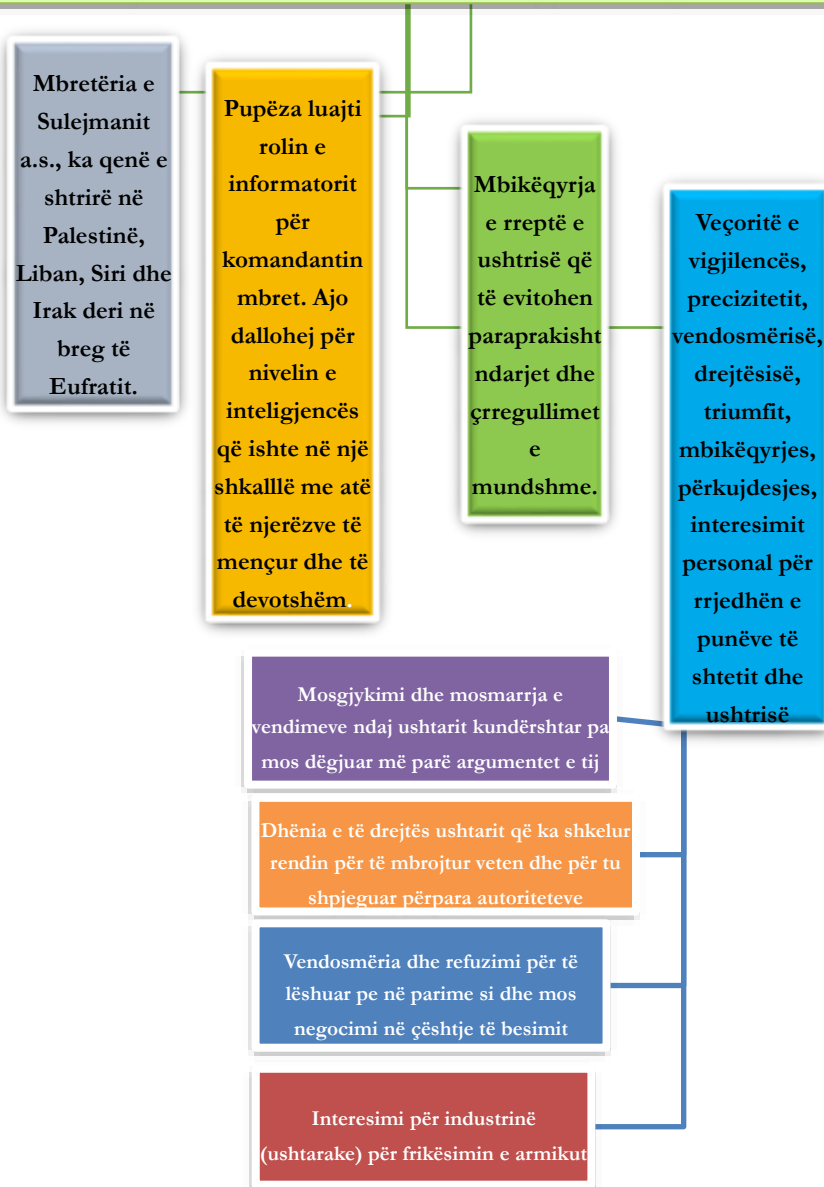 Mbretëria e
Sulejmanit
a.s., ka qenë e
shtrirë në
Palestinë,
Liban, Siri dhe
Irak deri në
breg të
Eufratit.
Pupëza luajti
rolin e
informatorit
për
komandantin
mbret. Ajo
dallohej për
nivelin e
inteligjencës
që ishte në një
shkalllë me atë
të njerëzve të
mençur dhe të
devotshëm.
Mbikëqyrja
e rreptë e
ushtrisë që
të evitohen
paraprakisht
ndarjet dhe
çrregullimet
e
mundshme.
Veçoritë e
vigjilencës,
precizitetit,
vendosmërisë,
drejtësisë,
triumfit,
mbikëqyrjes,
përkujdesjes,
interesimit
personal për
rrjedhën e
punëve të
shtetit dhe
ushtrisë
Mosgjykimi dhe mosmarrja e
vendimeve ndaj ushtarit kundërshtar pa
mos dëgjuar më parë argumentet e tij
Dhënia e të drejtës ushtarit që ka shkelur
rendin për të mbrojtur veten dhe për tu
shpjeguar përpara autoriteteve
Vendosmëria dhe refuzimi për të
lëshuar pe në parime si dhe mos
negocimi në çështje të besimit
Interesimi për industrinë
(ushtarake) për frikësimin e armikut